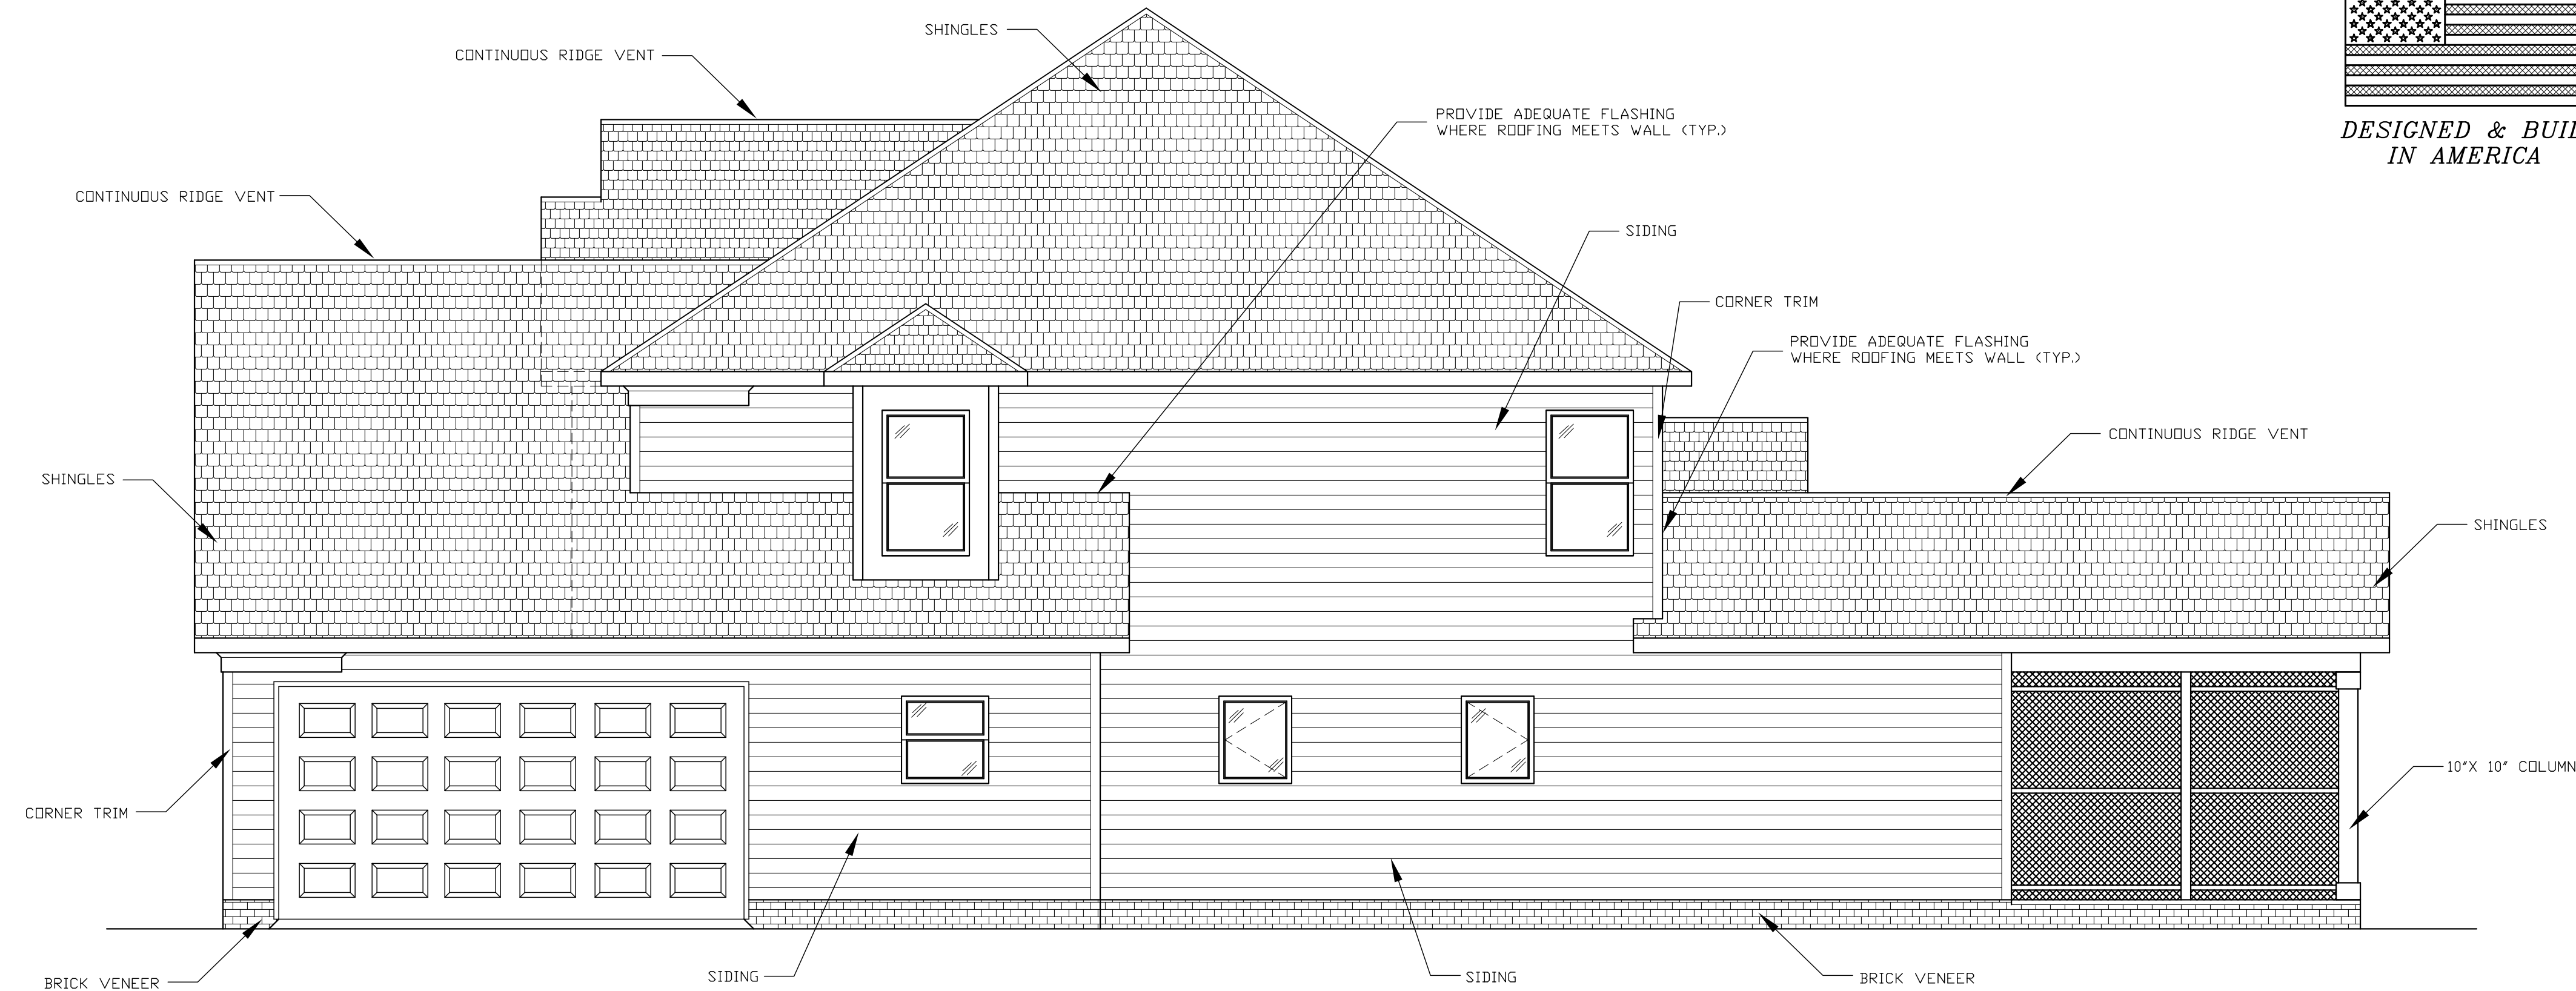 SHINGLES
CONTINUOUS RIDGE VENT
PROVIDE ADEQUATE FLASHING
WHERE ROOFING MEETS WALL (TYP.)
DESIGNED & BUIL
IN AMERICA
CONTINUOUS RIDGE VENT
SIDING
CORNER TRIM
PROVIDE ADEQUATE FLASHING
WHERE ROOFING MEETS WALL (TYP.)
CONTINUOUS RIDGE VENT
SHINGLES
SHINGLES
10"X 10" COLUMN
CORNER TRIM
BRICK VENEER
SIDING
SIDING
BRICK VENEER